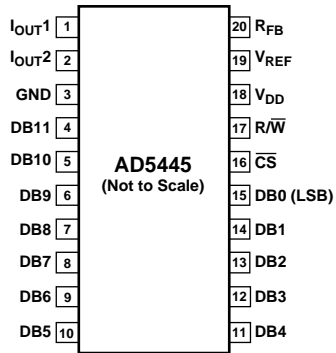 IOUT1 1
IOUT2 2
GND 3
DB11 4
DB10 5
DB9 6
DB8 7
DB7 8
DB6 9
DB5 10
AD5445
(Not to Scale)
20 RFB
19 VREF
18 VDD
17 R/W̅
16 C̅S̅
15 DB0 (LSB)
14 DB1
13 DB2
12 DB3
11 DB4